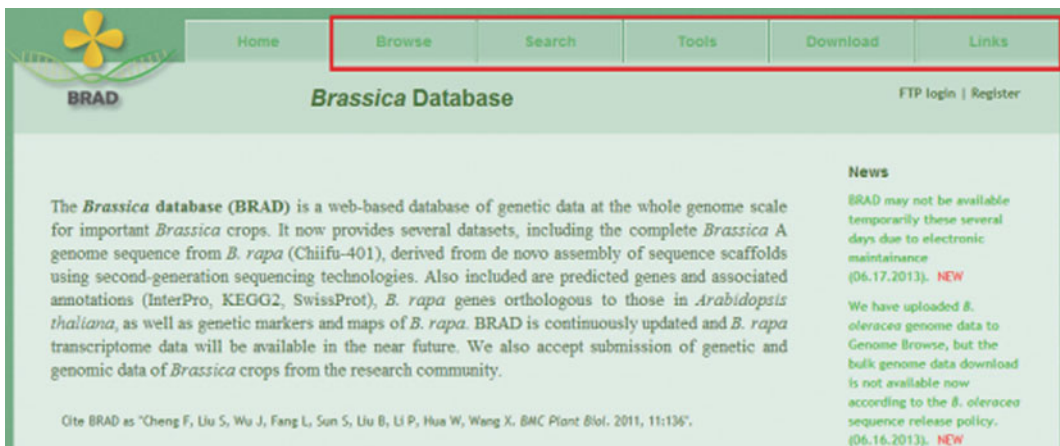 Home Browse Search Tools Download Links
BRAD
Brassica Database
FTP login | Register
The Brassica database (BRAD) is a web-based database of genetic data at the whole genome scale
for important Brassica crops. It now provides several datasets, including the complete Brassica A
genome sequence from B. rapa (Chiifu-401), derived from de novo assembly of sequence scaffolds
using second-generation sequencing technologies. Also included are predicted genes and associated
annotations (InterPro, KEGG2, SwissProt), B. rapa genes orthologous to those in Arabidopsis
thaliana, as well as genetic markers and maps of B. rapa. BRAD is continuously updated and B. rapa
transcriptome data will be available in the near future. We also accept submission of genetic and
genomic data of Brassica crops from the research community.
Cite BRAD as "Cheng F, Liu S, Wu J, Fang L, Sun S, Liu B, Li P, Hua W, Wang X. BMC Plant Biol. 2011, 11:136".
News
BRAD may not be available
temporarily these several
days due to electronic
maintainance
(06.17.2013). NEW
We have uploaded B.
oleracea genome data to
Genome Browse, but the
bulk genome data download
is not available now
according to the B. oleracea
sequence release policy.
(06.16.2013). NEW